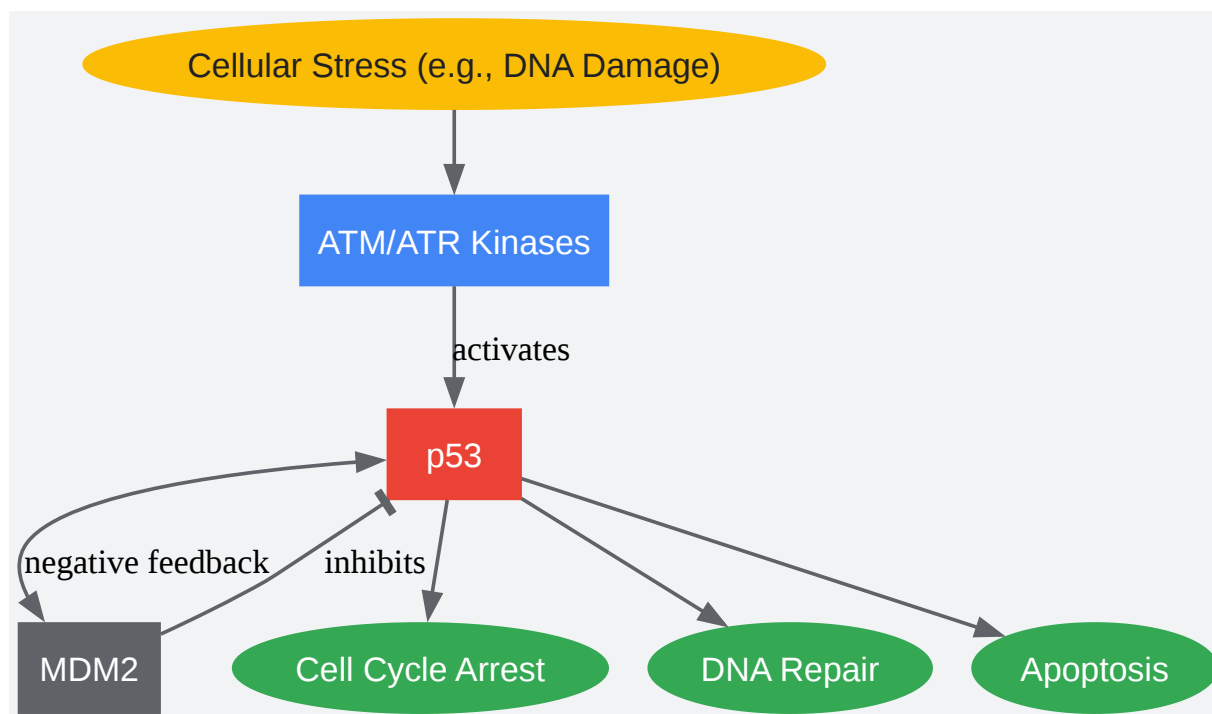 Cellular Stress (e.g., DNA Damage)
ATM/ATR Kinases
activates
p53
negative feedback
inhibits
MDM2
Cell Cycle Arrest
DNA Repair
Apoptosis